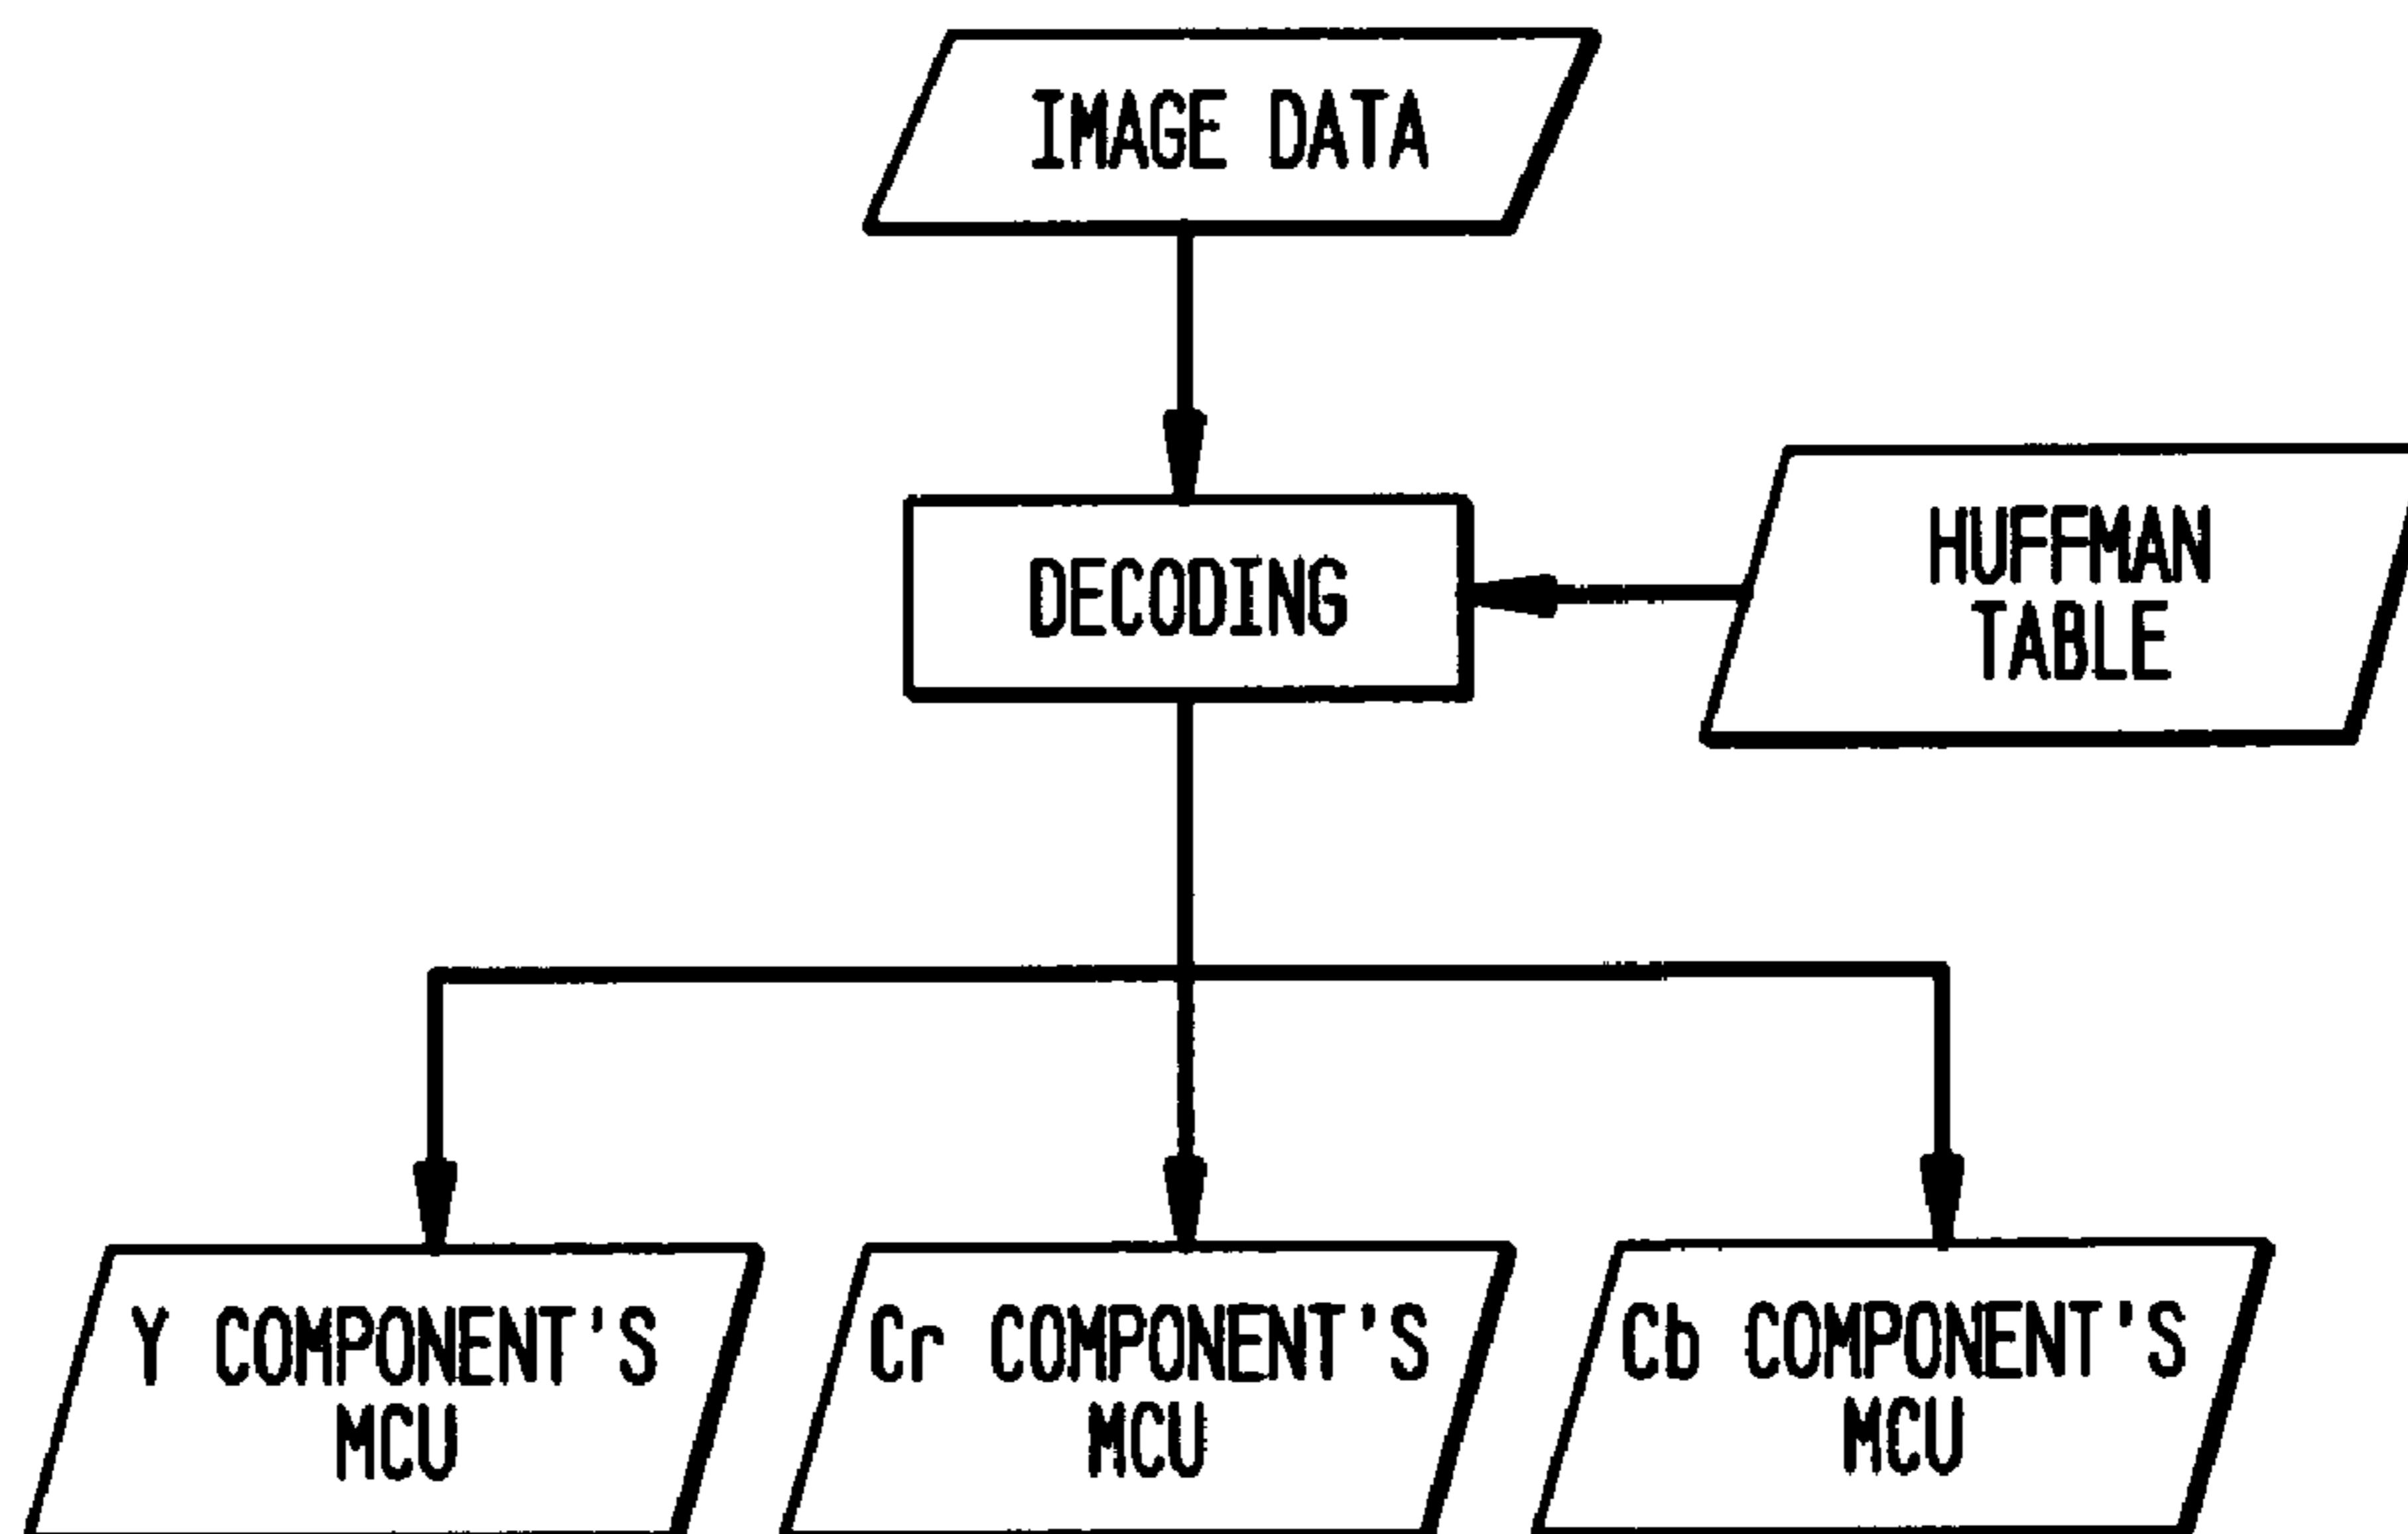 IMAGE DATA
DECODING
HUFFMAN
TABLE
Y COMPONENT'S
MCU
Cr COMPONENT'S
MCU
Cb COMPONENT'S
MCU